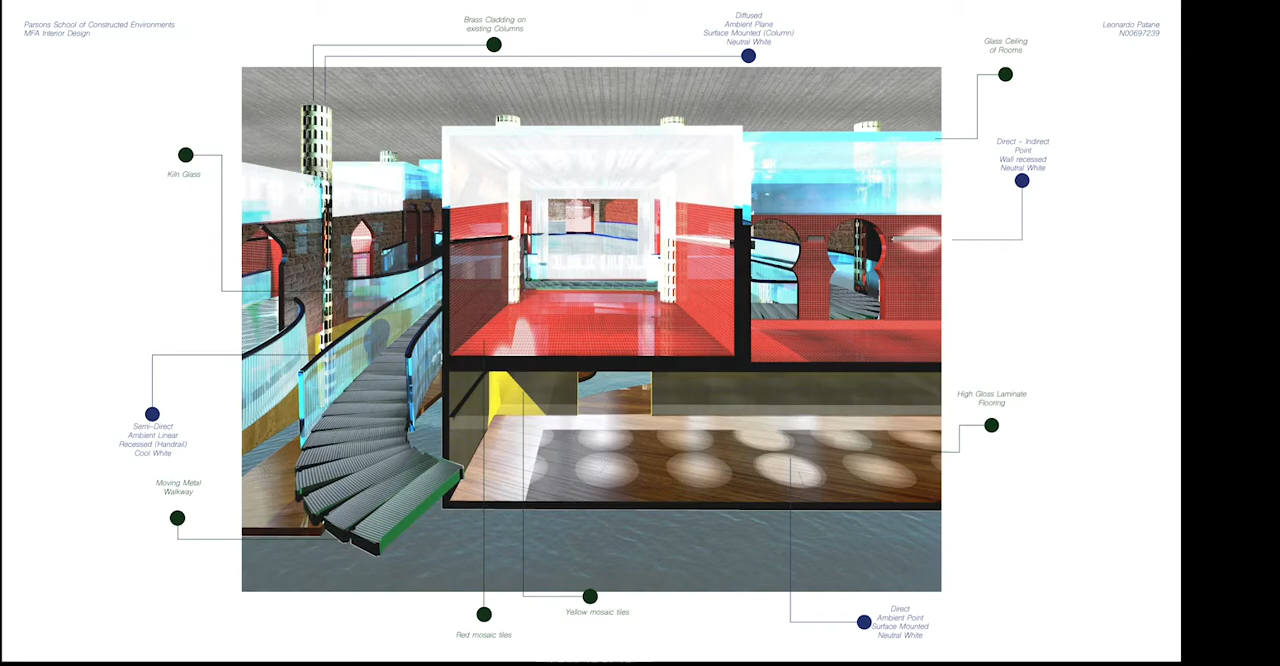 Parsons School of Constructed Environments
MFA Interior Design
Brass Cladding on
existing Columns
Diffused
Ambient Plane
Surface Mounted (Column)
Neutral White
Leonardo Patane
N00697239
Glass Ceiling
of Rooms
Direct - Indirect
Point
Wall recessed
Neutral White
Kiln Glass
High Gloss Laminate
Flooring
Semi-Direct
Ambient Linear
Recessed (Handrail)
Cool White
Moving Metal
Walkway
Yellow mosaic tiles
Red mosaic tiles
Direct
Ambient Point
Surface Mounted
Neutral White